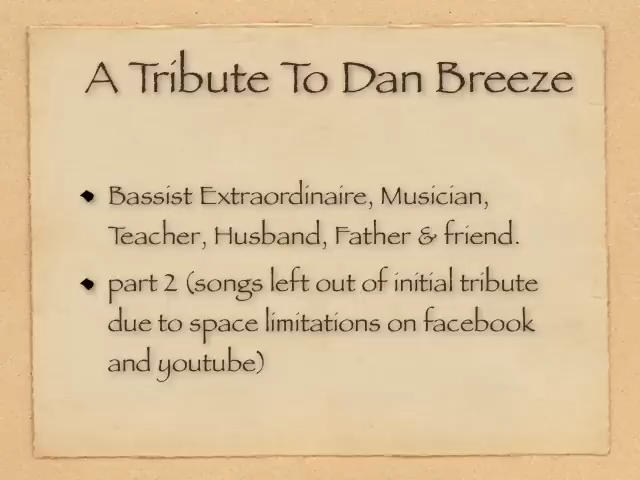 A Tribute To Dan Breeze
Bassist Extraordinaire, Musician,
Teacher, Husband, Father & friend.
part 2 (songs left out of initial tribute
due to space limitations on facebook
and youtube)